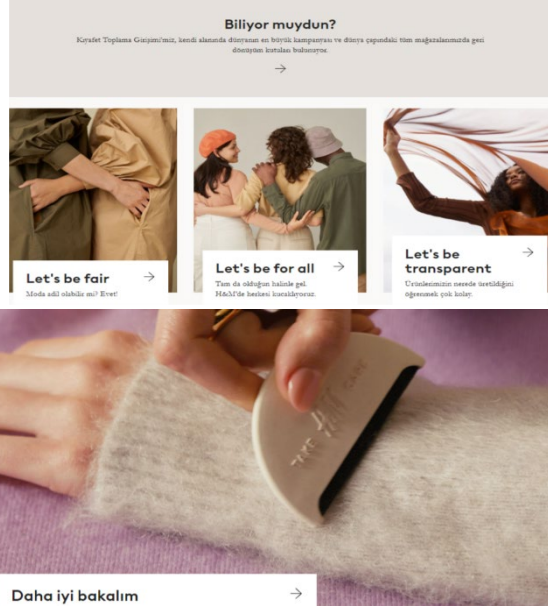 Biliyor muydun?
Kıyafet Toplama Girişimi'miz, kendi alanında dünyanın en büyük kampanyası ve dünya çapındaki tüm mağazalarımızda geri
dönüşüm kutuları bulunuyor.
Let's be fair
Moda adil olabilir mi? Evet!
Let's be for all
Tam da olduğun halinle gel.
H&M'de herkesi kucaklıyoruz.
Let's be
transparent
Ürünlerimizin nerede üretildiğini
öğrenmek çok kolay.
TAKE H&M CARE
Daha iyi bakalım